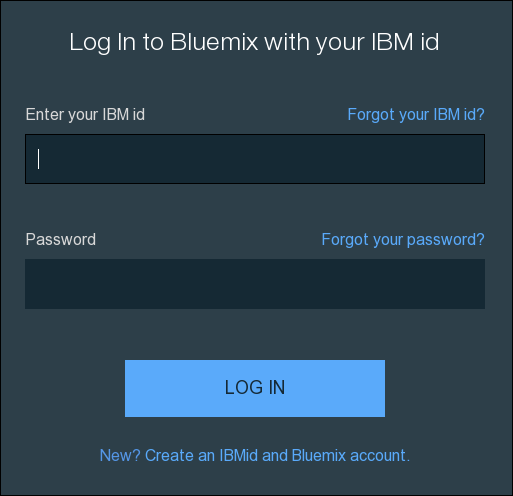 Log In to Bluemix with your IBM id
Enter your IBM id Forgot your IBM id?
Password Forgot your password?
LOG IN
New? Create an IBMid and Bluemix account.